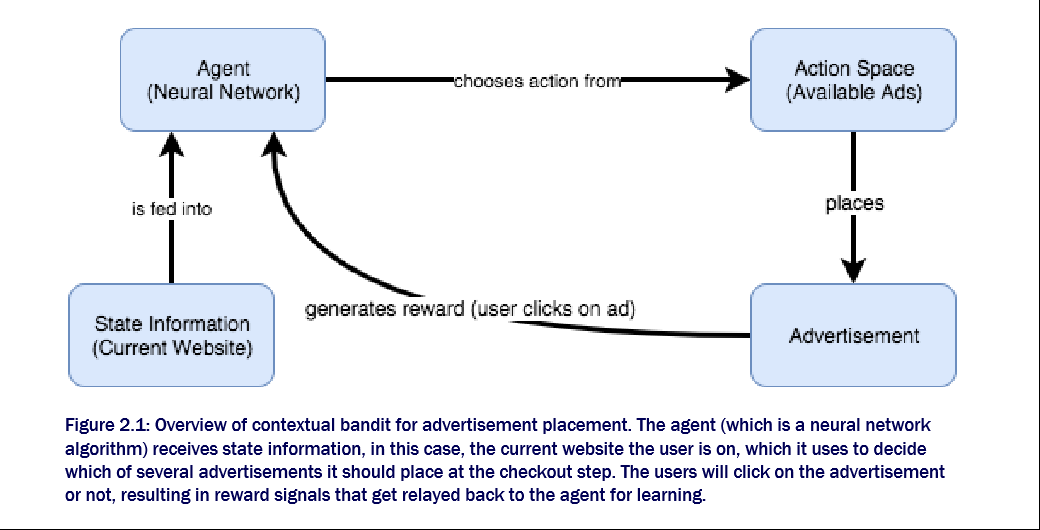 Agent
(Neural Network)
chooses action from
Action Space
(Available Ads)
is fed into
places
generates reward (user clicks on ad)
State Information
(Current Website)
Advertisement
Figure 2.1: Overview of contextual bandit for advertisement placement. The agent (which is a neural network
algorithm) receives state information, in this case, the current website the user is on, which it uses to decide
which of several advertisements it should place at the checkout step. The users will click on the advertisement
or not, resulting in reward signals that get relayed back to the agent for learning.